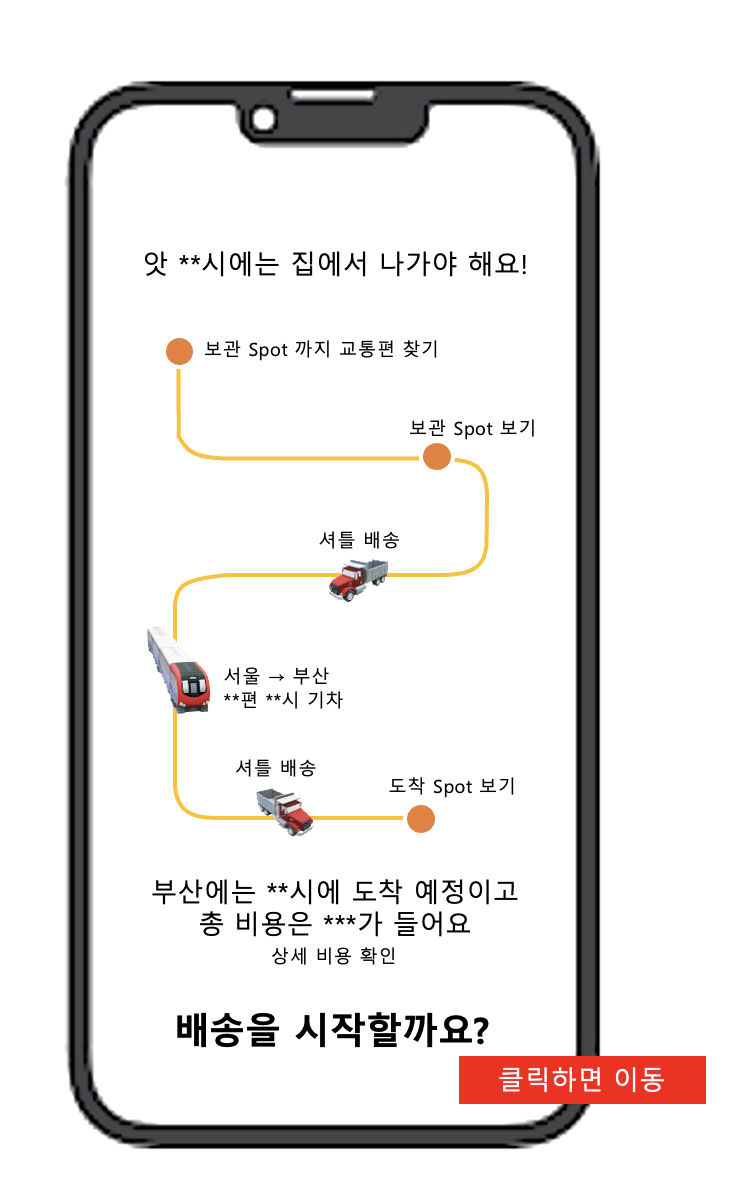 앗 **시에는 집에서 나가야 해요!
보관 Spot 까지 교통편 찾기
보관 Spot 보기
셔틀 배송
서울 → 부산
**편 **시 기차
셔틀 배송
도착 Spot 보기
부산에는 **시에 도착 예정이고
총 비용은 ***가 들어요
상세 비용 확인
배송을 시작할까요?
클릭하면 이동